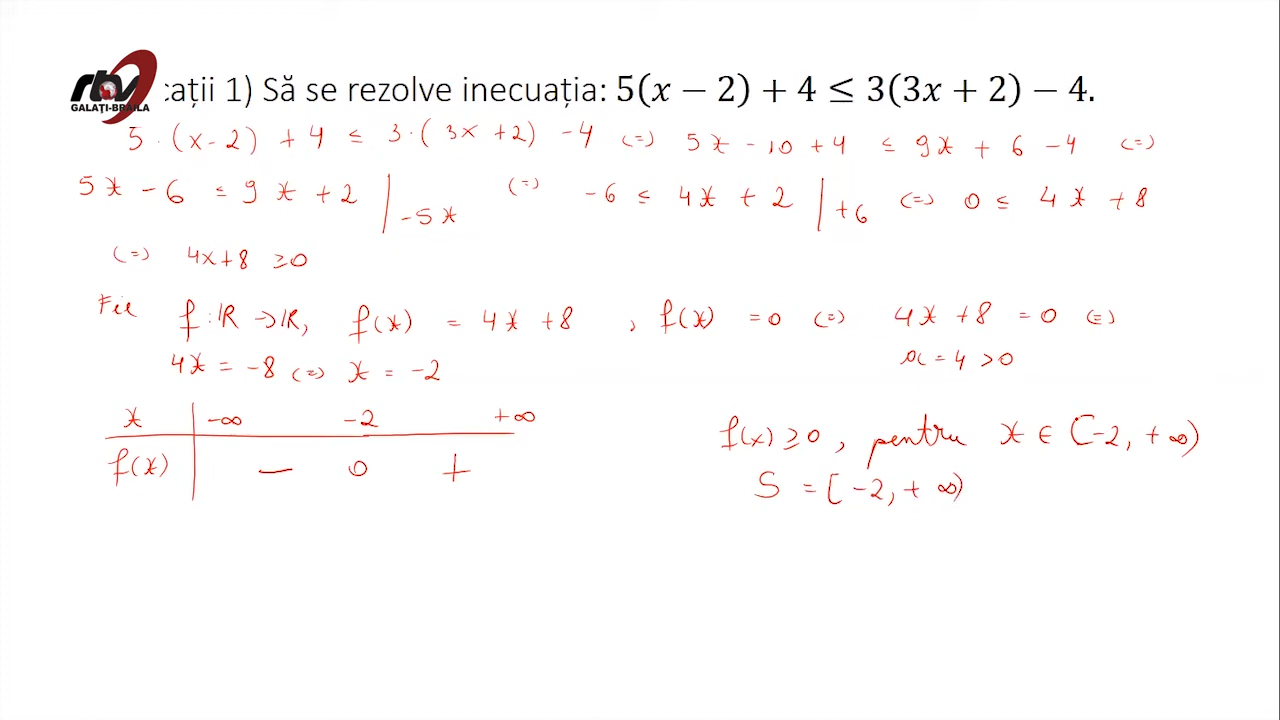 rtv
GALAȚI-BRĂILA
cații 1) Să se rezolve inecuația: 5(x − 2) + 4 ≤ 3(3x + 2) − 4.
5·(x-2) + 4 ≤ 3·(3x+2) -4 (=) 5x -10 +4 ≤ 9x + 6 -4 (=)
5x - 6 ≤ 9x + 2 | -5x (=) -6 ≤ 4x + 2 | +6 (=) 0 ≤ 4x + 8
(=) 4x+8 ≥0
Fie f:ℝ→ℝ, f(x) = 4x +8 , f(x) =0 (=) 4x +8 =0 (=)
4x = -8 (=) x = -2 a = 4 >0
x | -∞ -2 +∞
f(x) | − 0 +
f(x) ≥0, pentru x ∈ [-2, +∞)
S = [-2, +∞)